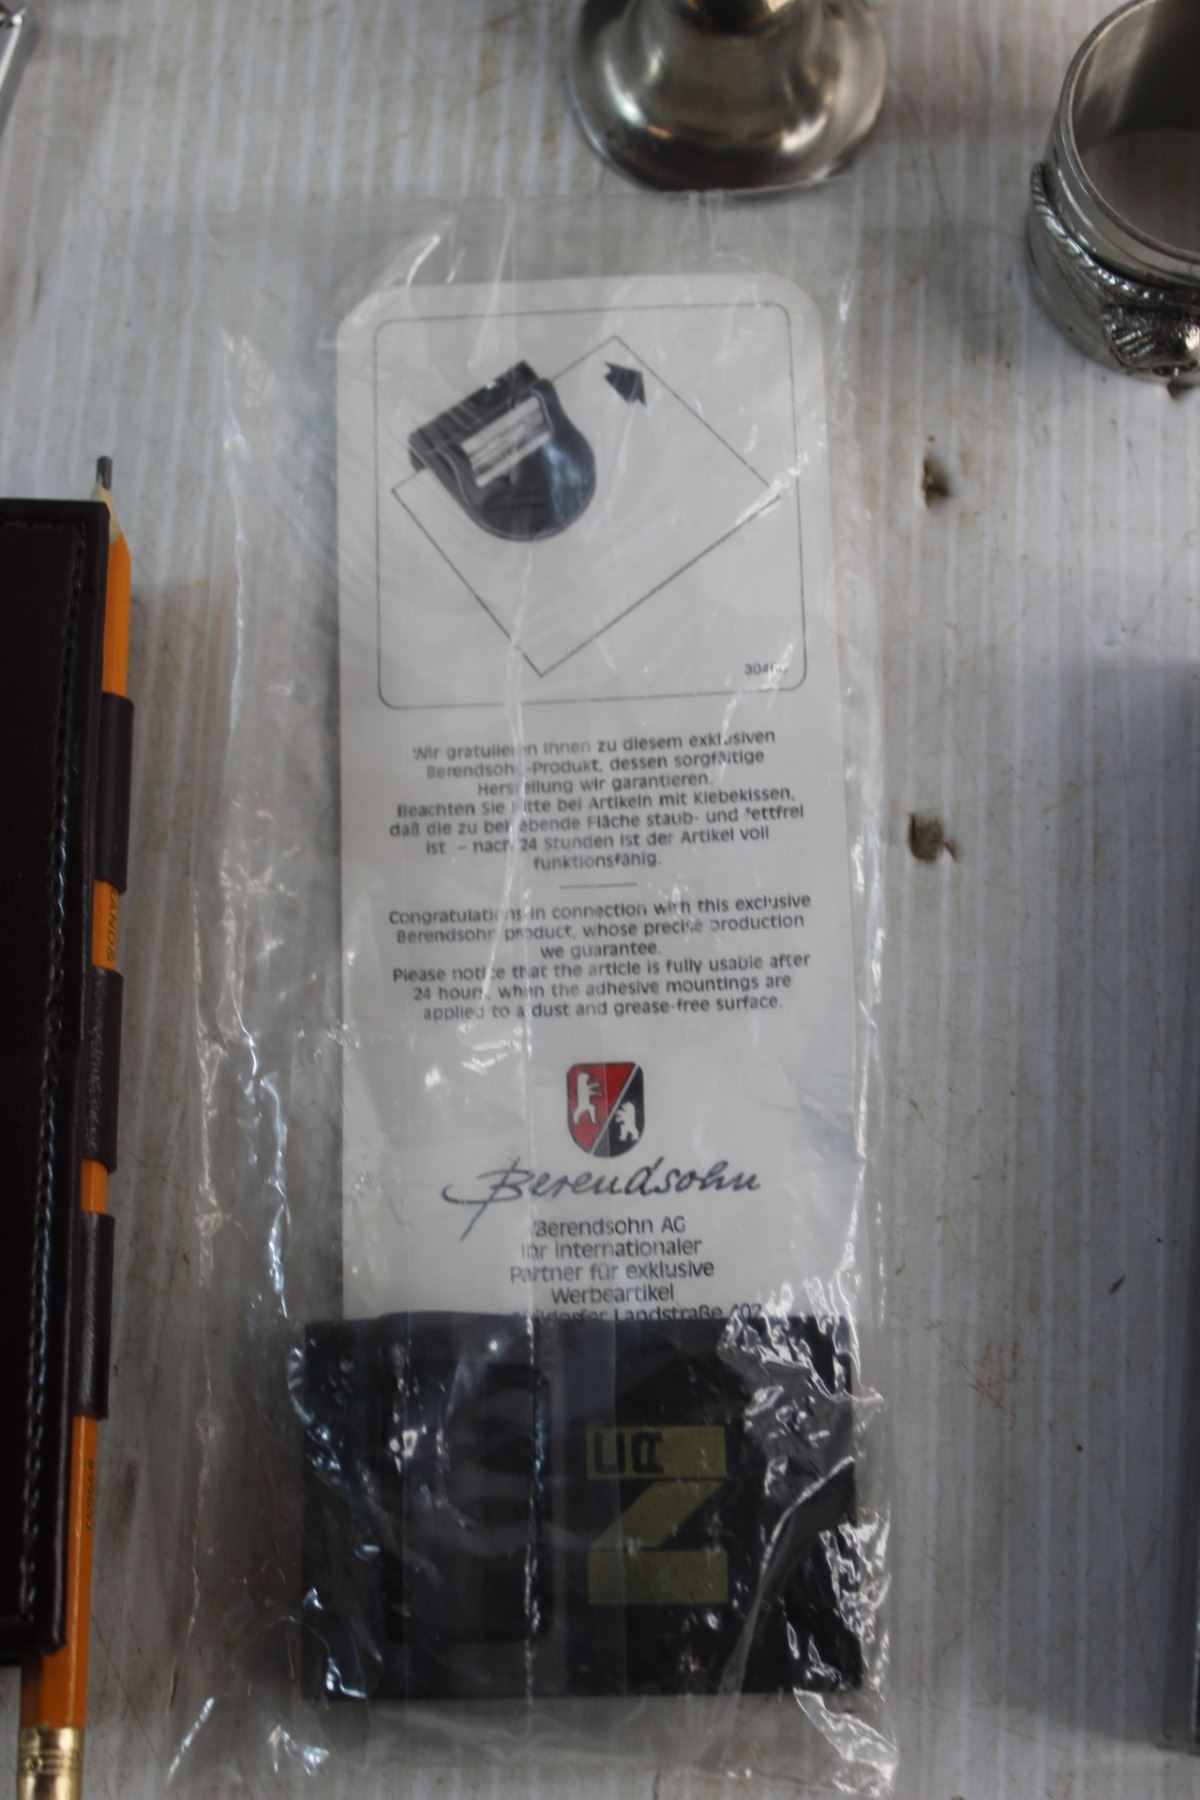 Wir gratulieren Ihnen zu diesem exklusiven
Berendsohn-Produkt, dessen sorgfältige
Herstellung wir garantieren.
Beachten Sie bitte bei Artikeln mit Klebekissen,
daß die zu beklebende Fläche staub- und fettfrei
ist – nach 24 Stunden ist der Artikel voll
funktionsfähig.
Congratulations in connection with this exclusive
Berendsohn product, whose precise production
we guarantee.
Please notice that the article is fully usable after
24 hours, when the adhesive mountings are
applied to a dust and grease-free surface.
Berendsohn
Berendsohn AG
Ihr internationaler
Partner für exklusive
Werbeartikel
Landstraße 402